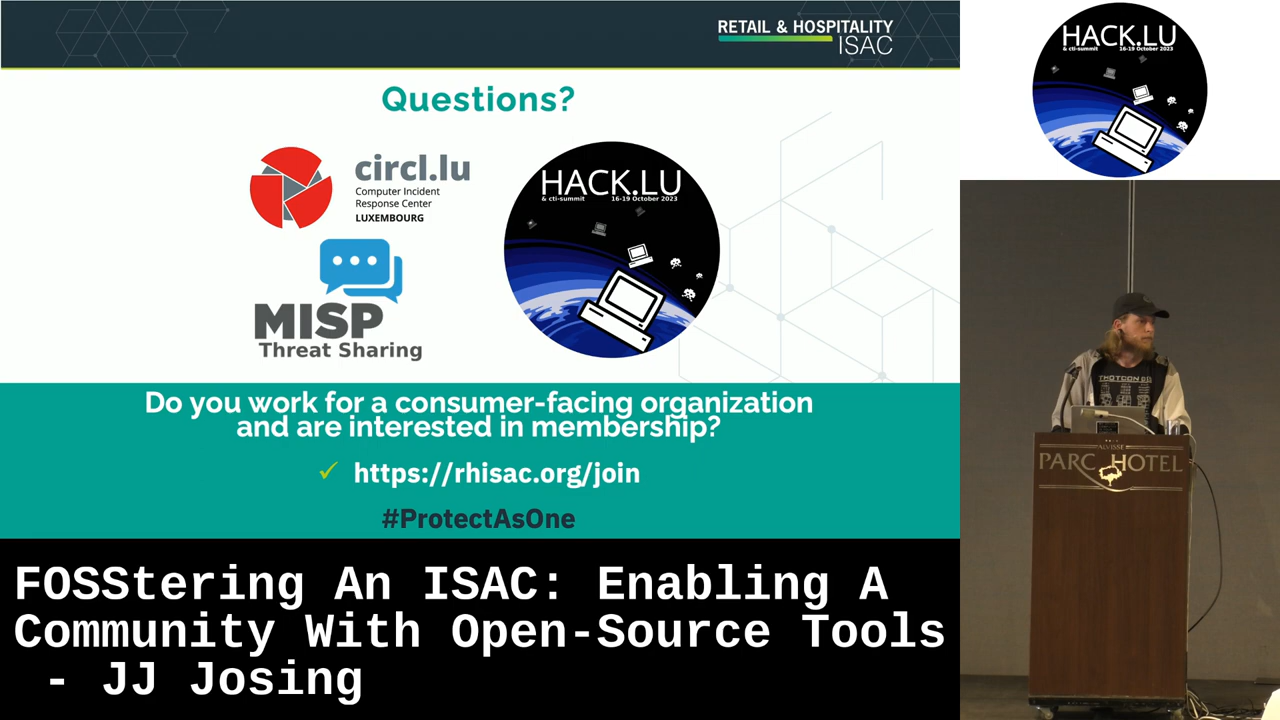 RETAIL & HOSPITALITY
ISAC
Questions?
circl.lu
Computer Incident
Response Center
LUXEMBOURG
MISP
Threat Sharing
HACK.LU
& cti-summit 16-19 October 2023
Do you work for a consumer-facing organization
and are interested in membership?
✓ https://rhisac.org/join
#ProtectAsOne
FOSStering An ISAC: Enabling A
Community With Open-Source Tools
- JJ Josing
HACK.LU
& cti-summit 16-19 October 2023
PARC HOTEL